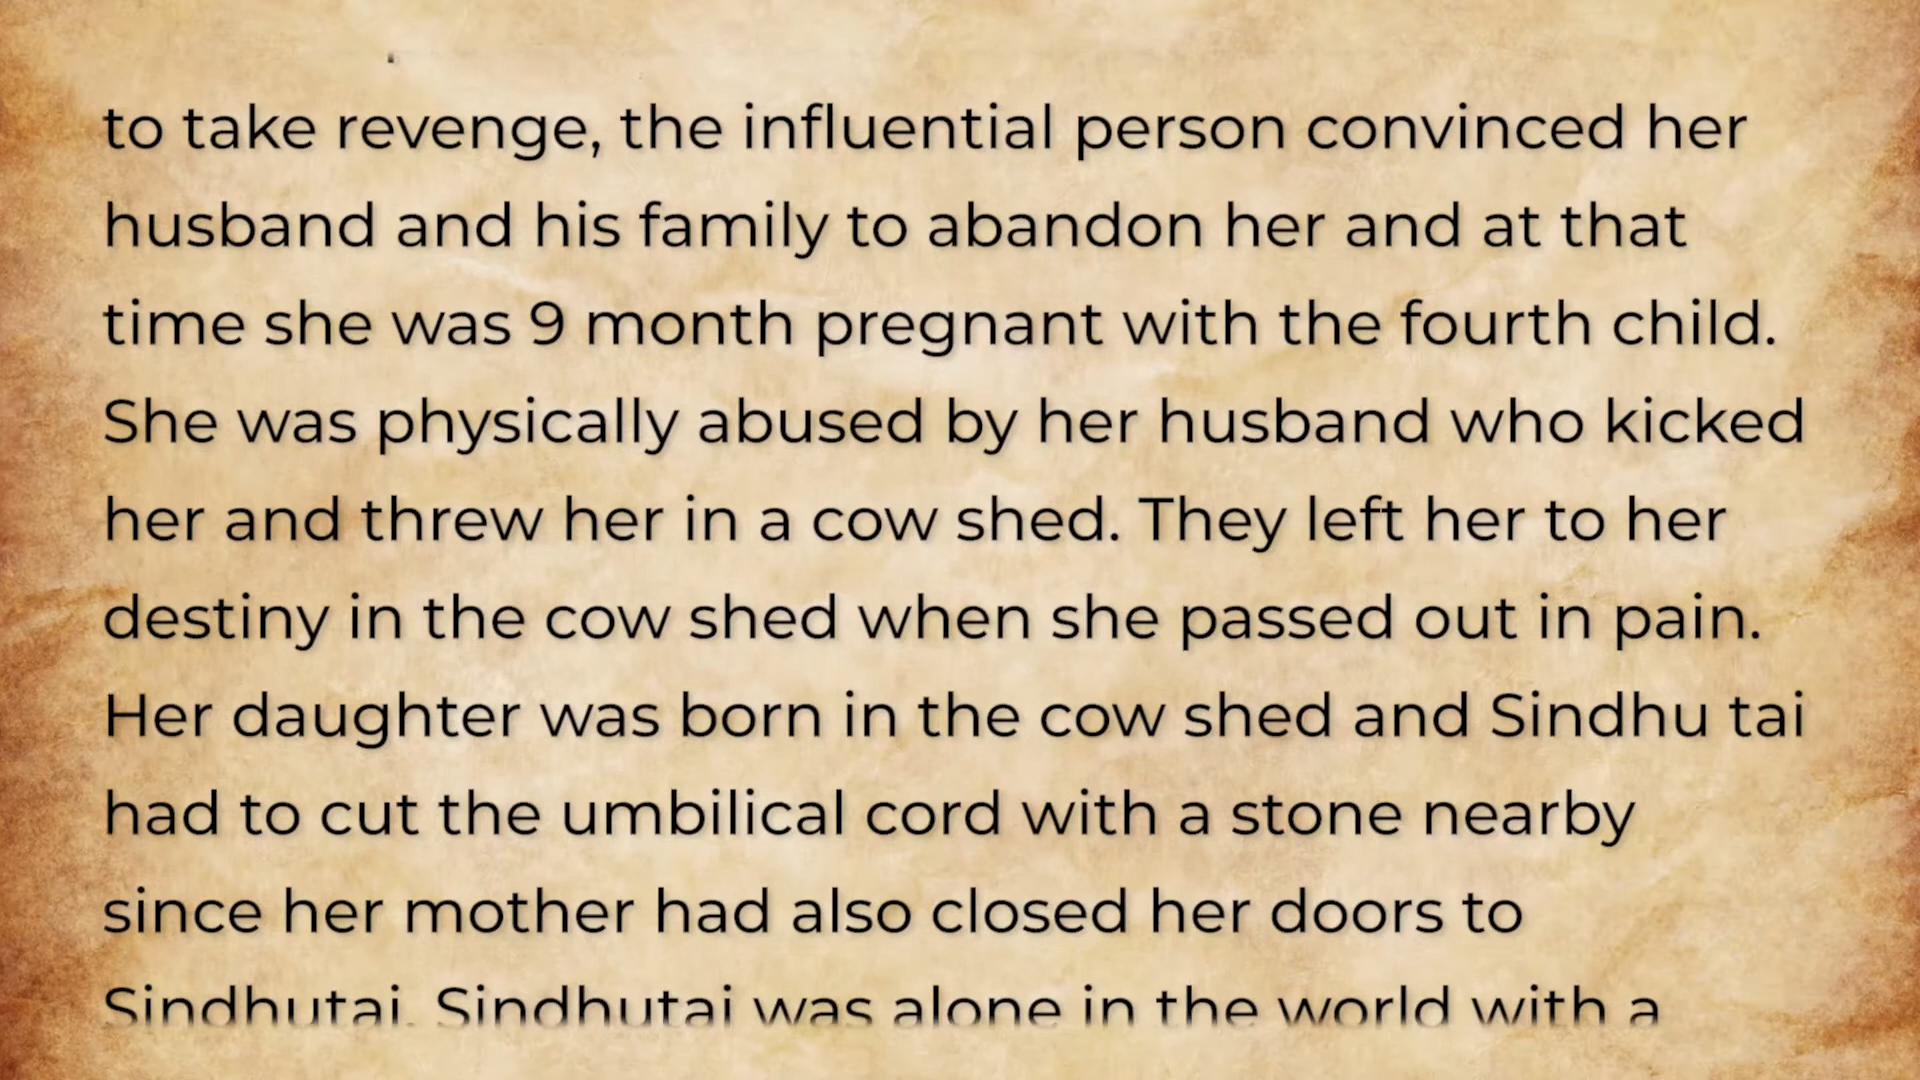 to take revenge, the influential person convinced her
husband and his family to abandon her and at that
time she was 9 month pregnant with the fourth child.
She was physically abused by her husband who kicked
her and threw her in a cow shed. They left her to her
destiny in the cow shed when she passed out in pain.
Her daughter was born in the cow shed and Sindhu tai
had to cut the umbilical cord with a stone nearby
since her mother had also closed her doors to
Sindhutai. Sindhutai was alone in the world with a